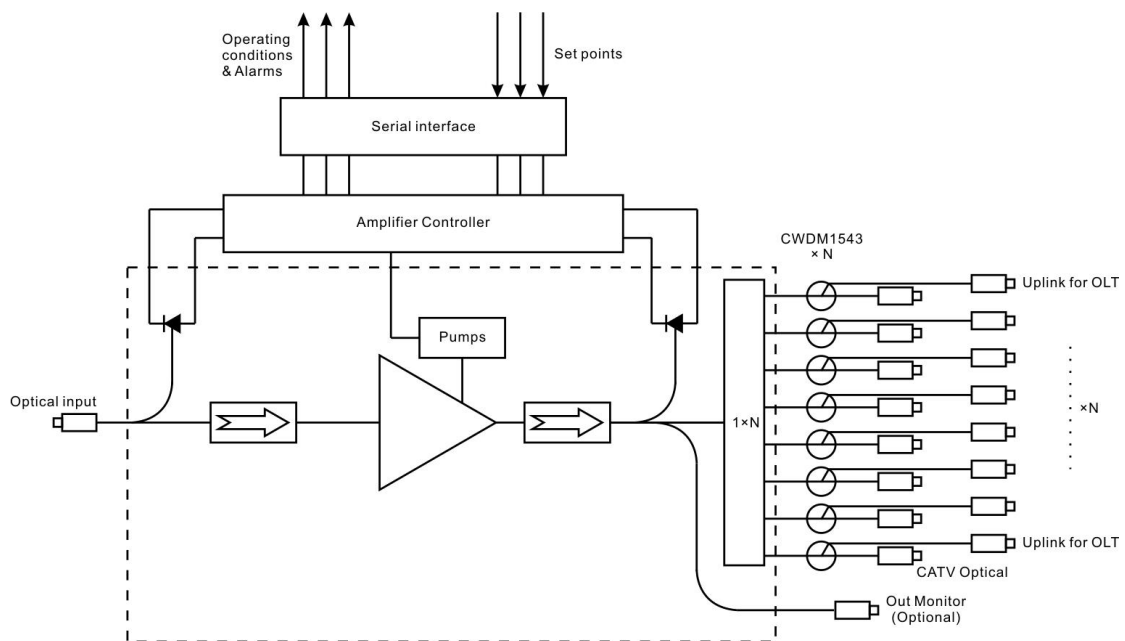 Operating
conditions
& Alarms
Set points
Serial interface
Amplifier Controller
CWDM1543
× N
Uplink for OLT
Pumps
Optical input
1×N
×N
Uplink for OLT
CATV Optical
Out Monitor
(Optional)